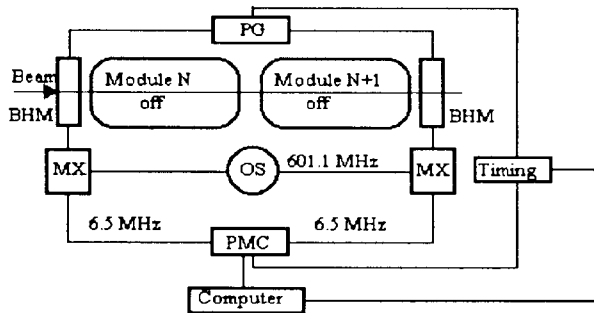 PG
Beam
Module N
off
Module N+1
off
BHM
BHM
MX
OS
601.1 MHz
MX
Timing
6.5 MHz
6.5 MHz
PMC
Computer